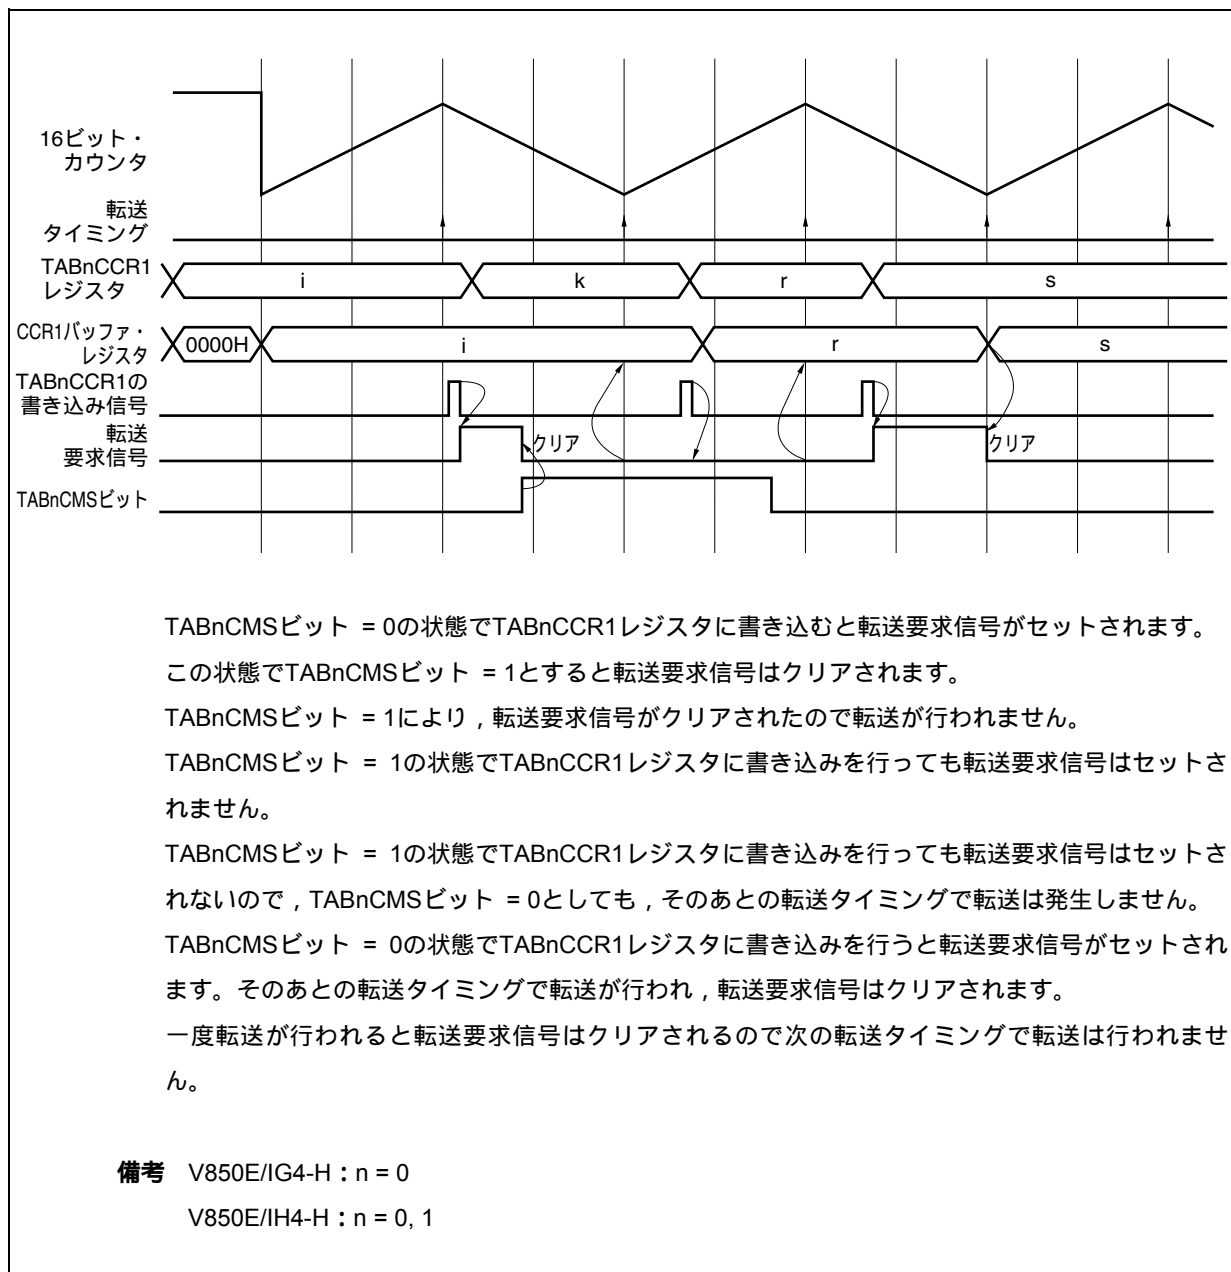 16ビット・
カウンタ
転送
タイミング
TABnCCR1
レジスタ
i
k
r
s
CCR1バッファ・
レジスタ
0000H
i
r
s
TABnCCR1の
書き込み信号
転送
要求信号
クリア
クリア
TABnCMSビット
TABnCMSビット = 0の状態でTABnCCR1レジスタに書き込むと転送要求信号がセットされます。
この状態でTABnCMSビット = 1とすると転送要求信号はクリアされます。
TABnCMSビット = 1により，転送要求信号がクリアされたので転送が行われません。
TABnCMSビット = 1の状態でTABnCCR1レジスタに書き込みを行っても転送要求信号はセットさ
れません。
TABnCMSビット = 1の状態でTABnCCR1レジスタに書き込みを行っても転送要求信号はセットさ
れないので，TABnCMSビット = 0としても，そのあとの転送タイミングで転送は発生しません。
TABnCMSビット = 0の状態でTABnCCR1レジスタに書き込みを行うと転送要求信号がセットされ
ます。そのあとの転送タイミングで転送が行われ，転送要求信号はクリアされます。
一度転送が行われると転送要求信号はクリアされるので次の転送タイミングで転送は行われませ
ん。
備考 V850E/IG4-H：n = 0
V850E/IH4-H：n = 0, 1